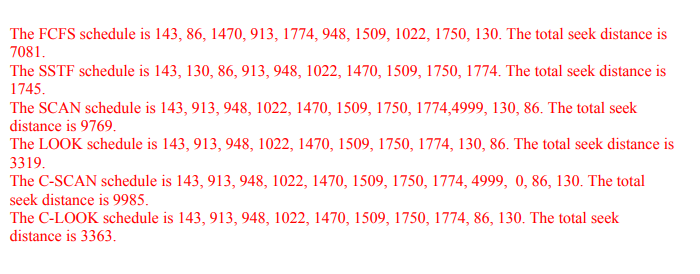 The FCFS schedule is 143, 86, 1470, 913, 1774, 948, 1509, 1022, 1750, 130. The total seek distance is
7081.
The SSTF schedule is 143, 130, 86, 913, 948, 1022, 1470, 1509, 1750, 1774. The total seek distance is
1745.
The SCAN schedule is 143, 913, 948, 1022, 1470, 1509, 1750, 1774,4999, 130, 86. The total seek
distance is 9769.
The LOOK schedule is 143, 913, 948, 1022, 1470, 1509, 1750, 1774, 130, 86. The total seek distance is
3319.
The C-SCAN schedule is 143, 913, 948, 1022, 1470, 1509, 1750, 1774, 4999, 0, 86, 130. The total
seek distance is 9985.
The C-LOOK schedule is 143, 913, 948, 1022, 1470, 1509, 1750, 1774, 86, 130. The total seek
distance is 3363.